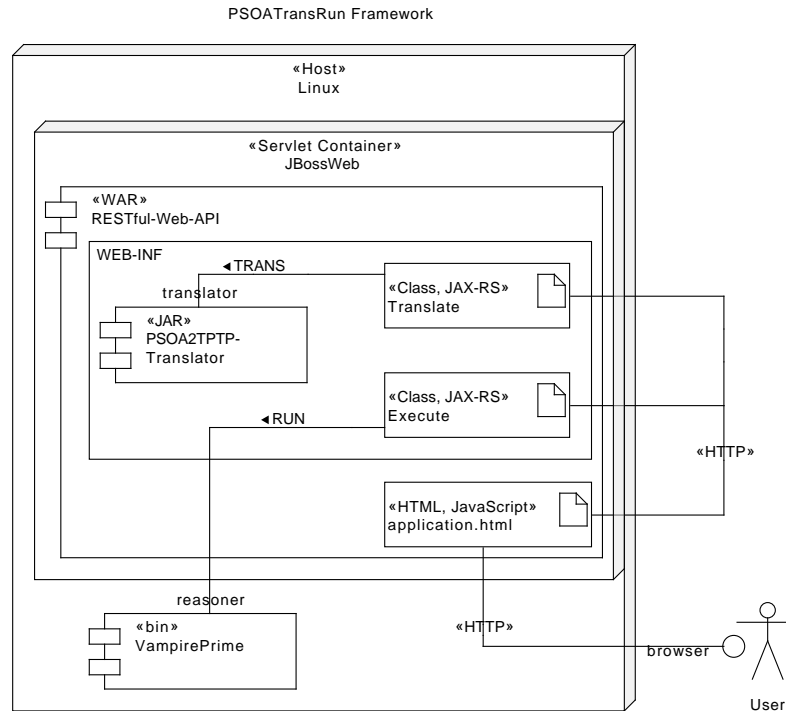 PSOATransRun Framework
«Host»
Linux
«Servlet Container»
JBossWeb
«WAR»
RESTful-Web-API
WEB-INF
◄TRANS
translator
«JAR»
PSOA2TPTP-
Translator
«Class, JAX-RS»
Translate
«Class, JAX-RS»
Execute
◄RUN
«HTTP»
«HTML, JavaScript»
application.html
reasoner
«bin»
VampirePrime
«HTTP»
browser
User